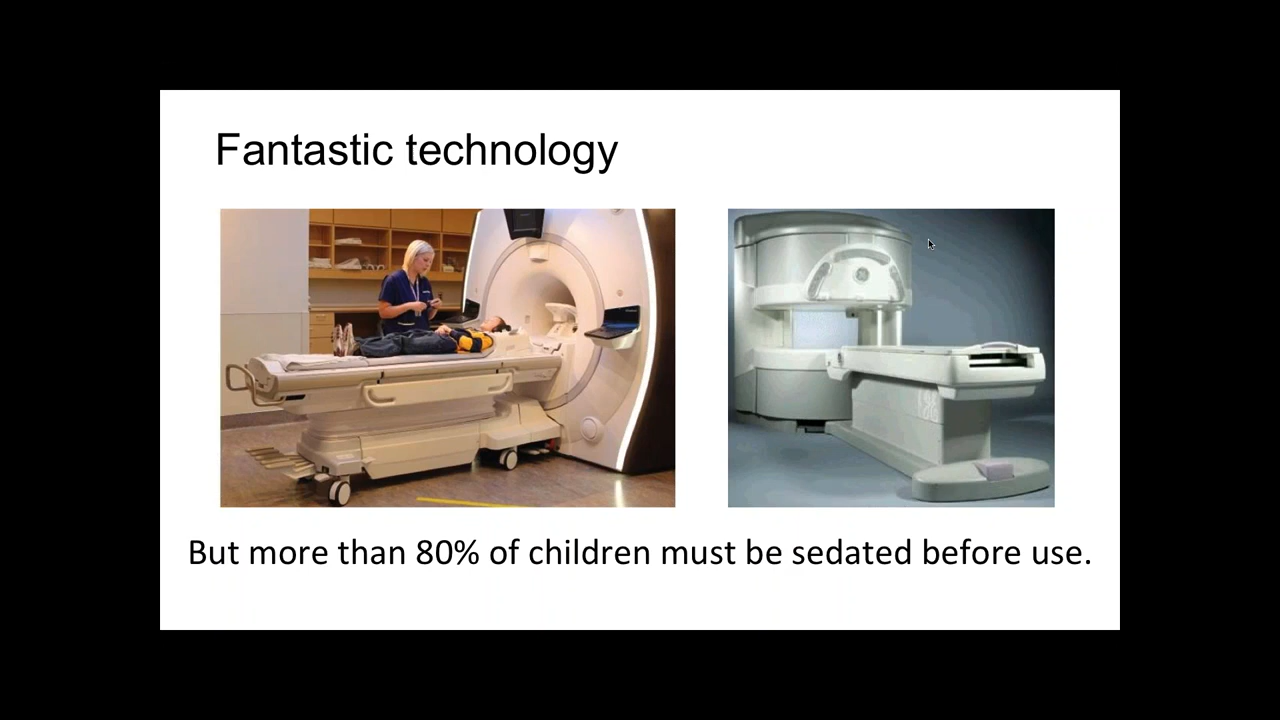 Fantastic technology
But more than 80% of children must be sedated before use.